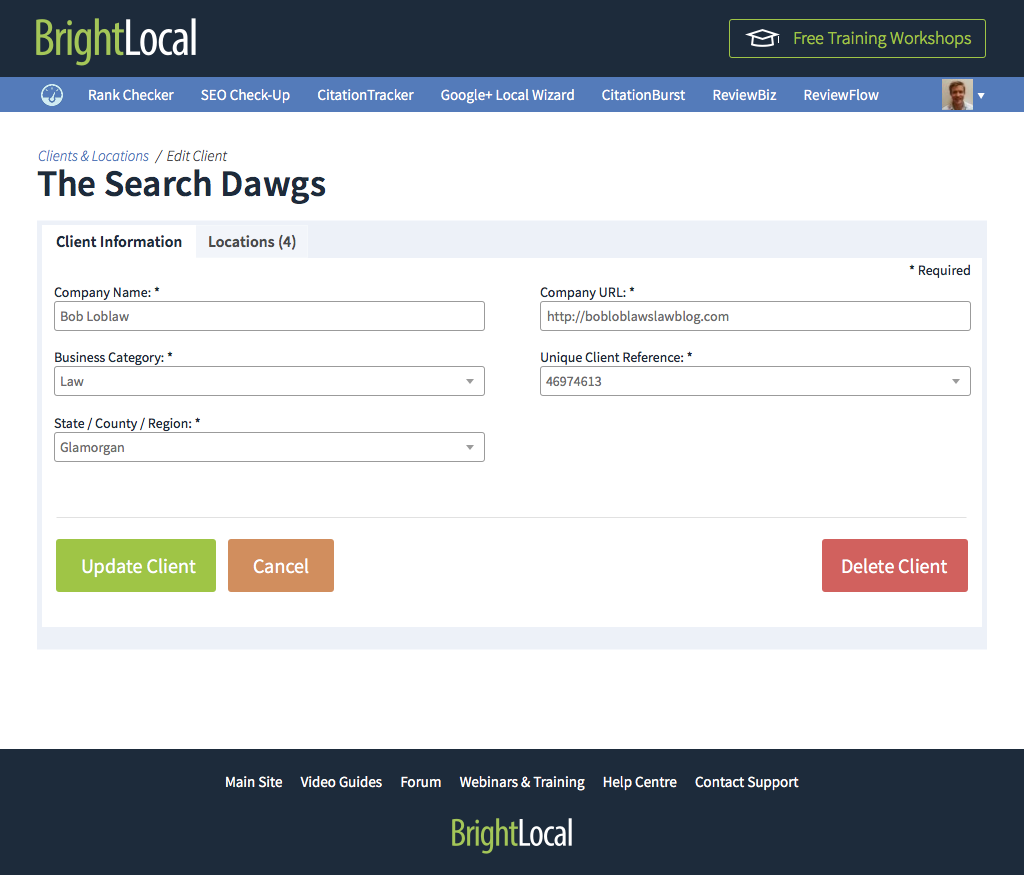 BrightLocal
Free Training Workshops
Rank Checker SEO Check-Up CitationTracker Google+ Local Wizard CitationBurst ReviewBiz ReviewFlow
Clients & Locations / Edit Client
The Search Dawgs
Client Information Locations (4)
* Required
Company Name: * Company URL: *
Bob Loblaw http://bobloblawslawblog.com
Business Category: * Unique Client Reference: *
Law 46974613
State / County / Region: *
Glamorgan
Update Client Cancel Delete Client
Main Site Video Guides Forum Webinars & Training Help Centre Contact Support
BrightLocal